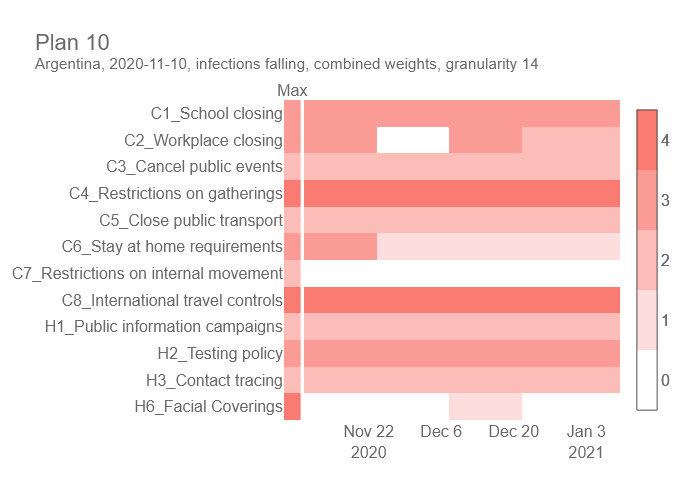 Plan 10
Argentina, 2020-11-10, infections falling, combined weights, granularity 14
Max
C1_School closing
C2_Workplace closing
C3_Cancel public events
C4_Restrictions on gatherings
C5_Close public transport
C6_Stay at home requirements
C7_Restrictions on internal movement
C8_International travel controls
H1_Public information campaigns
H2_Testing policy
H3_Contact tracing
H6_Facial Coverings
4
3
2
1
0
Nov 22 Dec 6 Dec 20 Jan 3
2020 2021